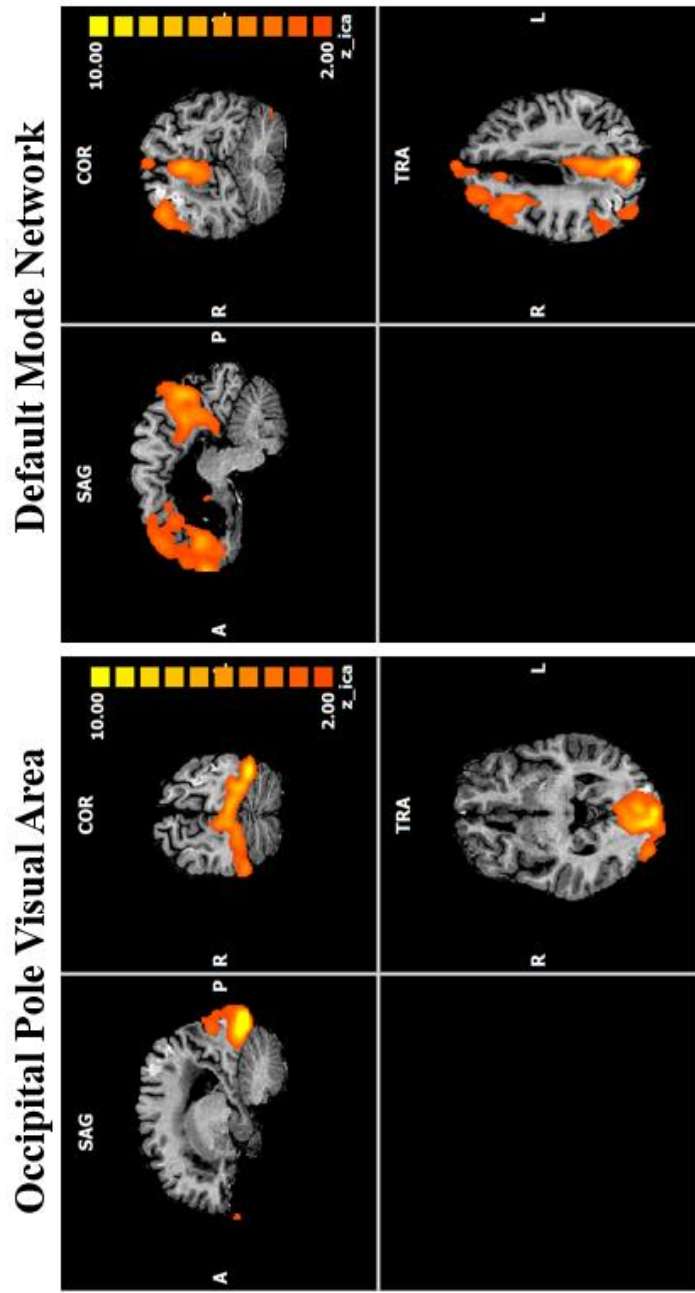 Occipital Pole Visual Area
SAG
A
P
COR
R
10.00
2.00
z_ica
TRA
R
L
Default Mode Network
SAG
A
P
COR
R
10.00
2.00
z_ica
TRA
R
L